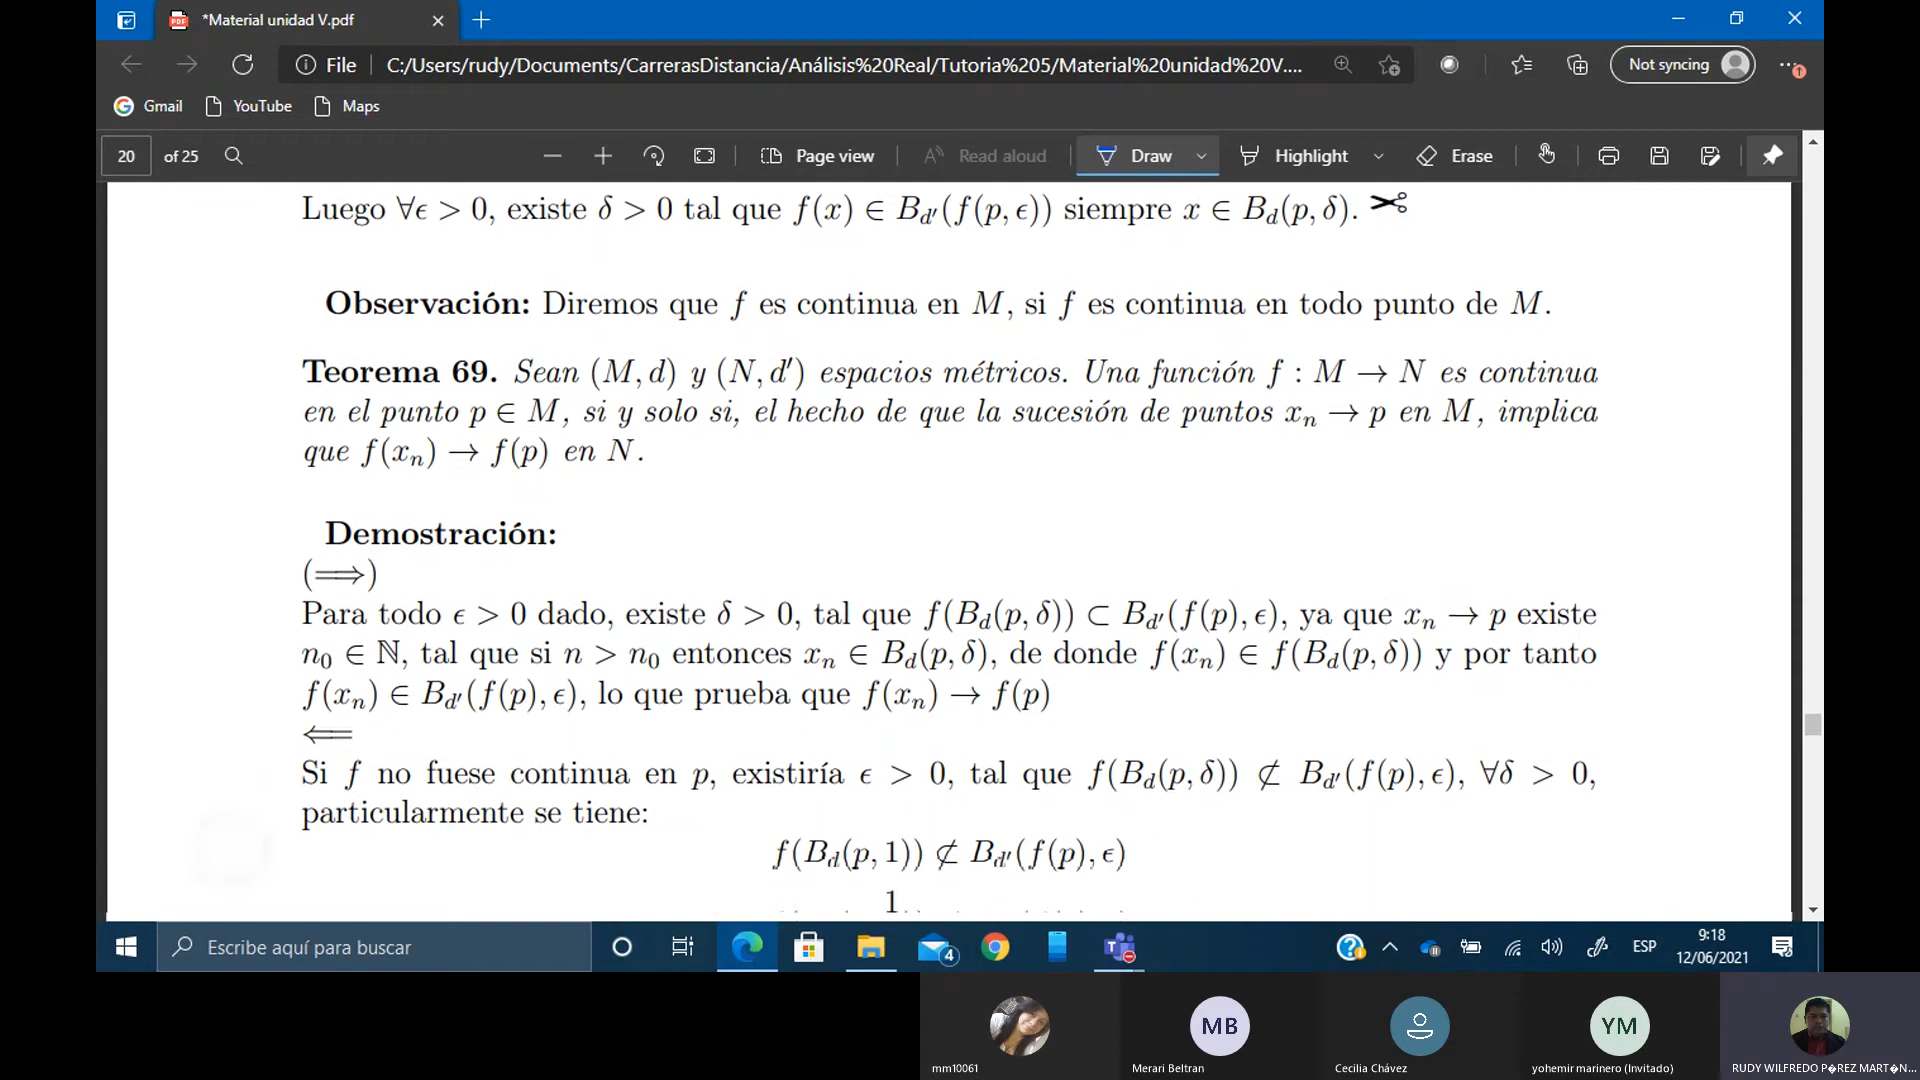 *Material unidad V.pdf
File
C:/Users/rudy/Documents/CarrerasDistancia/Análisis%20Real/Tutoria%205/Material%20unidad%20V....
Not syncing
Gmail YouTube Maps
20 of 25 Page view Read aloud Draw Highlight Erase
Luego ∀ϵ > 0, existe δ > 0 tal que f(x) ∈ B_{d′}(f(p, ϵ)) siempre x ∈ B_d(p, δ).
Observación: Diremos que f es continua en M, si f es continua en todo punto de M.
Teorema 69. Sean (M, d) y (N, d′) espacios métricos. Una función f : M → N es continua
en el punto p ∈ M, si y solo si, el hecho de que la sucesión de puntos x_n → p en M, implica
que f(x_n) → f(p) en N.
Demostración:
(⟹)
Para todo ϵ > 0 dado, existe δ > 0, tal que f(B_d(p, δ)) ⊂ B_{d′}(f(p), ϵ), ya que x_n → p existe
n_0 ∈ ℕ, tal que si n > n_0 entonces x_n ∈ B_d(p, δ), de donde f(x_n) ∈ f(B_d(p, δ)) y por tanto
f(x_n) ∈ B_{d′}(f(p), ϵ), lo que prueba que f(x_n) → f(p)
⟸
Si f no fuese continua en p, existiría ϵ > 0, tal que f(B_d(p, δ)) ⊄ B_{d′}(f(p), ϵ), ∀δ > 0,
particularmente se tiene:
f(B_d(p, 1)) ⊄ B_{d′}(f(p), ϵ)
1
Escribe aquí para buscar
4
ESP
9:18
12/06/2021
MB
YM
mm10061
Merari Beltran
Cecilia Chávez
yohemir marinero (Invitado)
RUDY WILFREDO P�REZ MART�N...